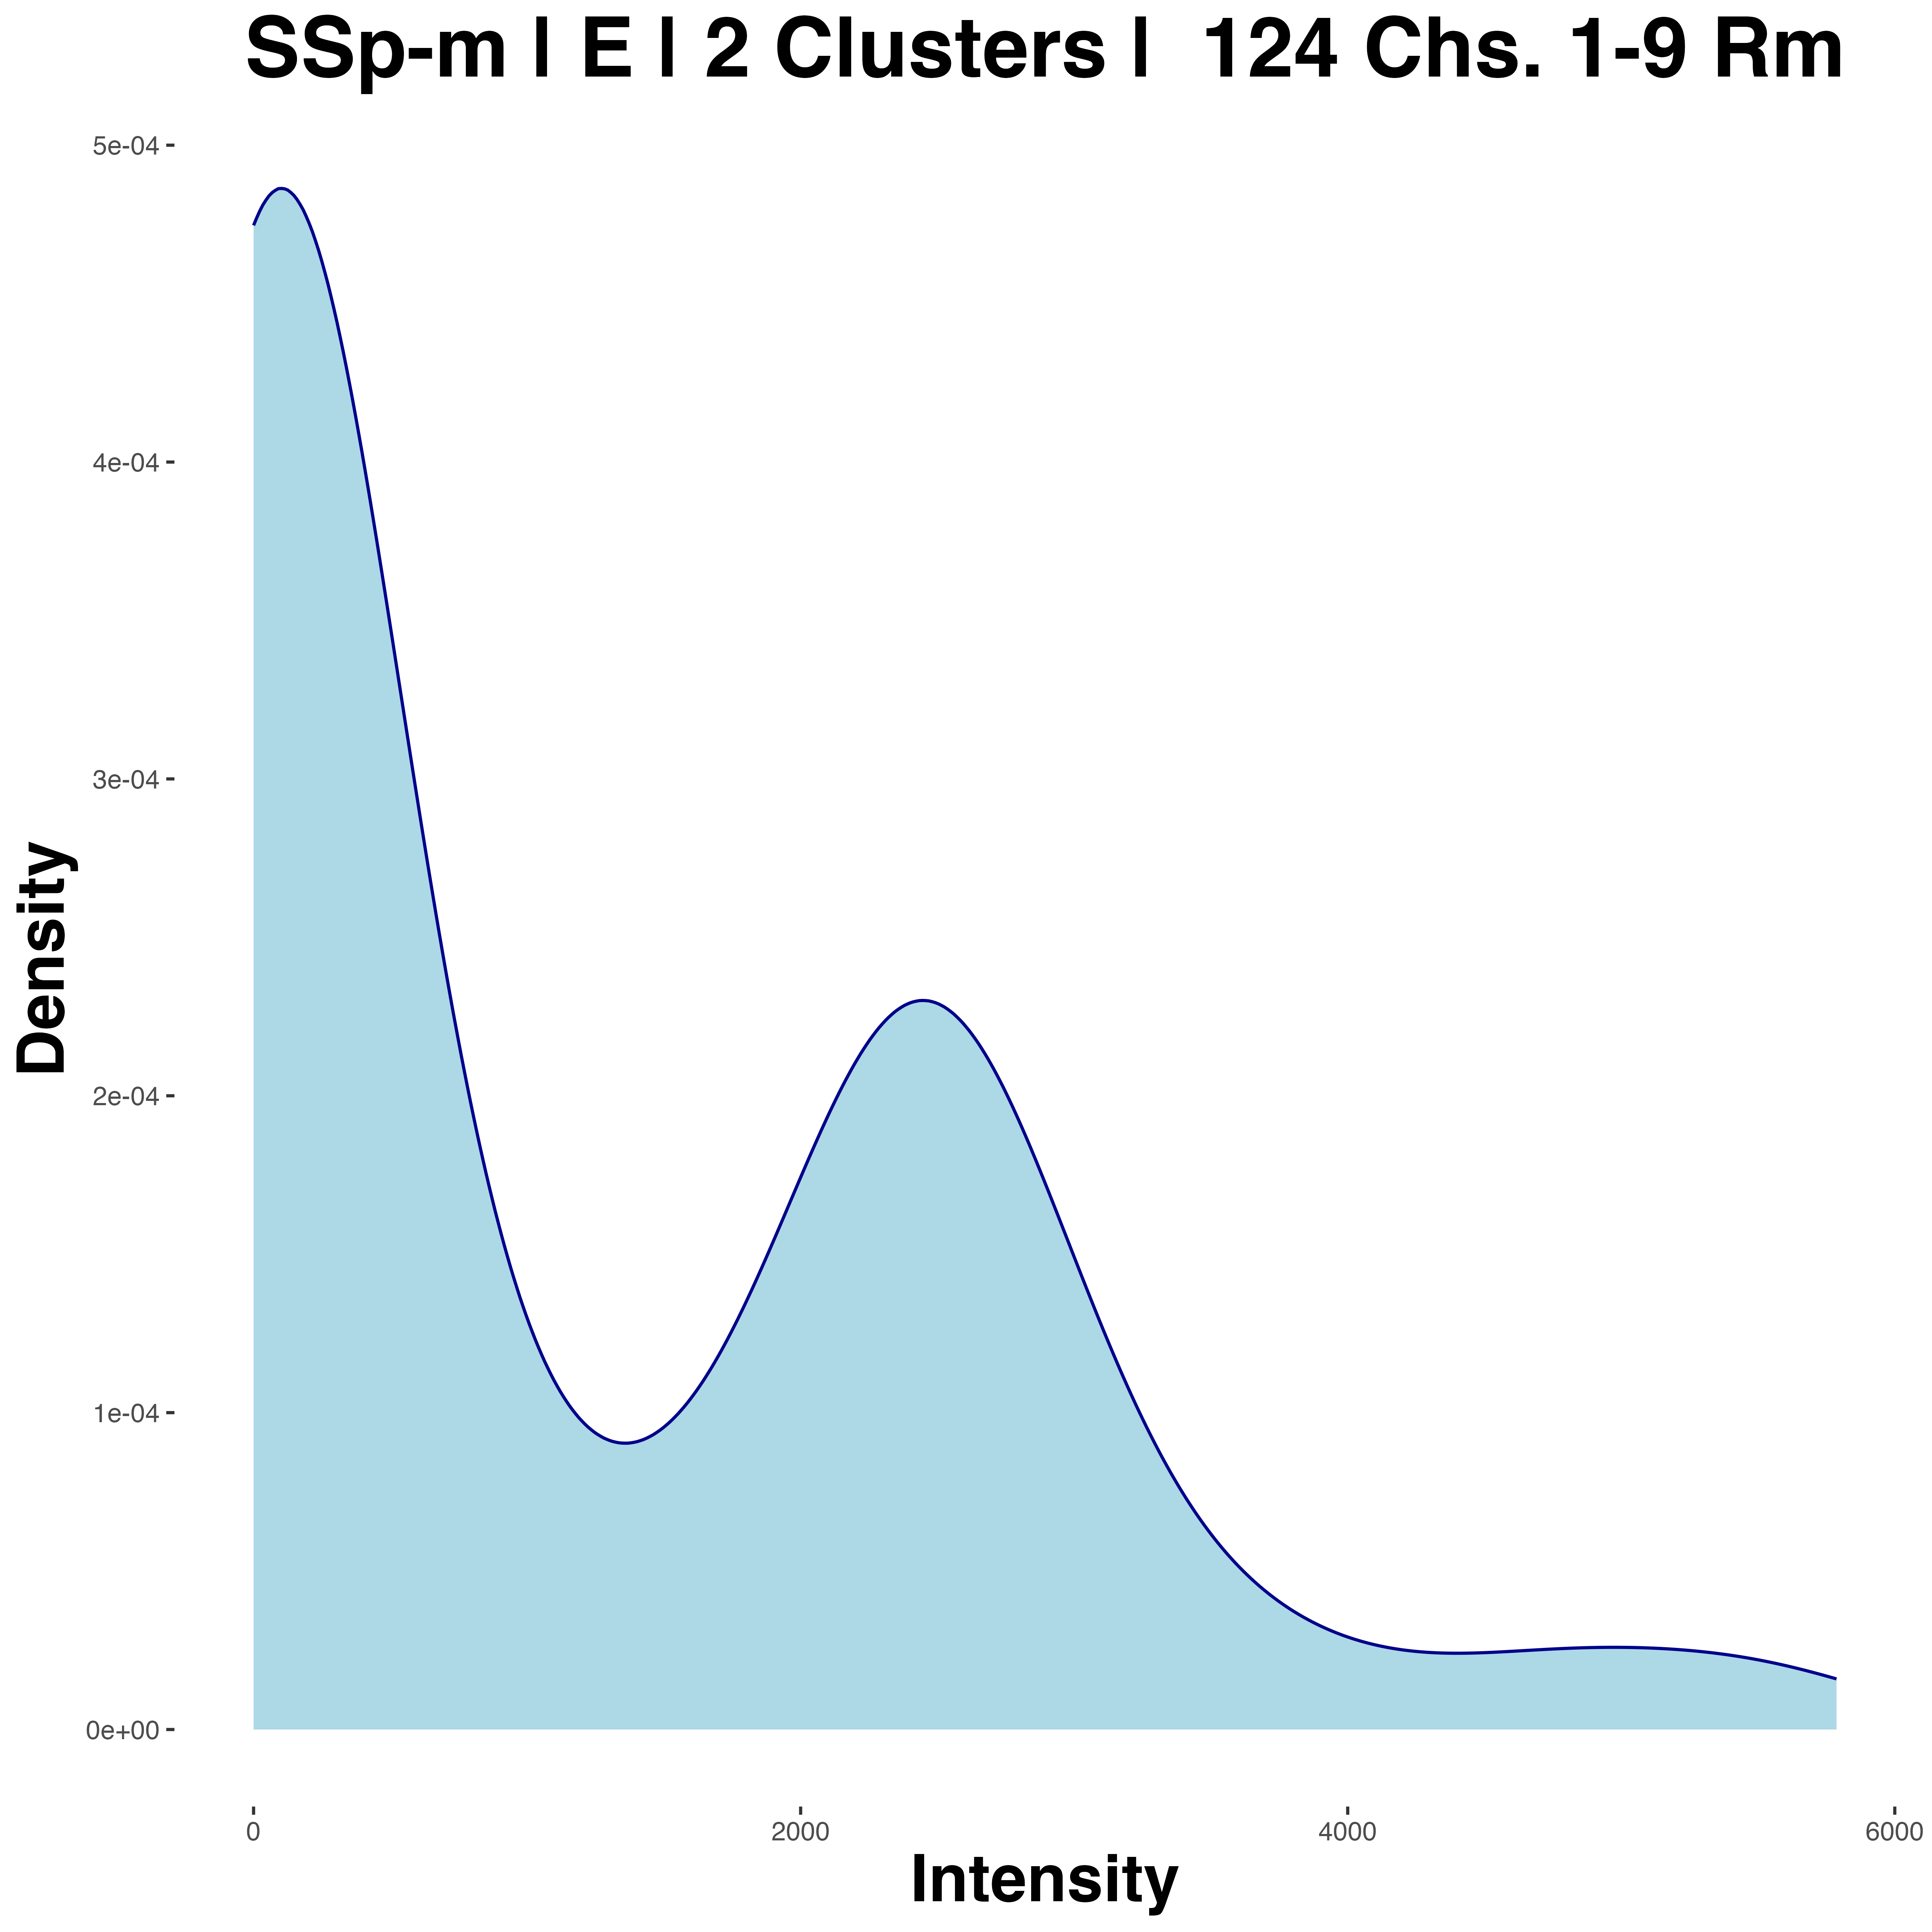 SSp-m | E | 2 Clusters |  124 Chs. 1-9 Rm
5e-04
4e-04
3e-04
2e-04
1e-04
0e+00
Density
0 2000 4000 6000
Intensity